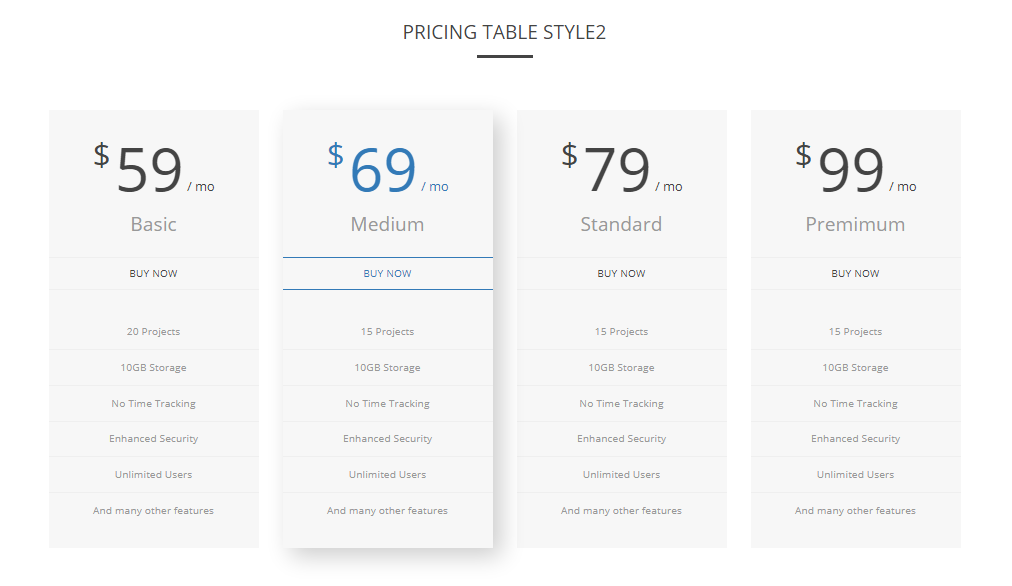 PRICING TABLE STYLE2
$59/ mo
Basic
BUY NOW
20 Projects
10GB Storage
No Time Tracking
Enhanced Security
Unlimited Users
And many other features
$69/ mo
Medium
BUY NOW
15 Projects
10GB Storage
No Time Tracking
Enhanced Security
Unlimited Users
And many other features
$79/ mo
Standard
BUY NOW
15 Projects
10GB Storage
No Time Tracking
Enhanced Security
Unlimited Users
And many other features
$99/ mo
Premimum
BUY NOW
15 Projects
10GB Storage
No Time Tracking
Enhanced Security
Unlimited Users
And many other features